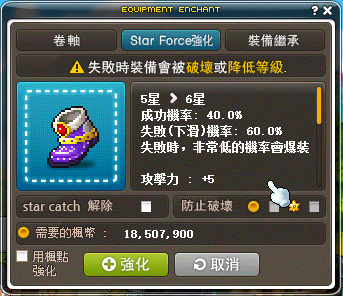 EQUIPMENT ENCHANT
卷軸
Star Force強化
裝備繼承
失敗時裝備會被破壞或降低等級.
5星 > 6星
成功機率: 40.0%
失敗(下滑)機率: 60.0%
失敗時, 非常低的機率會爆裝
攻擊力 : +5
star catch 解除
防止破壞
需要的楓幣 : 18,507,900
用楓點
強化
強化
取消